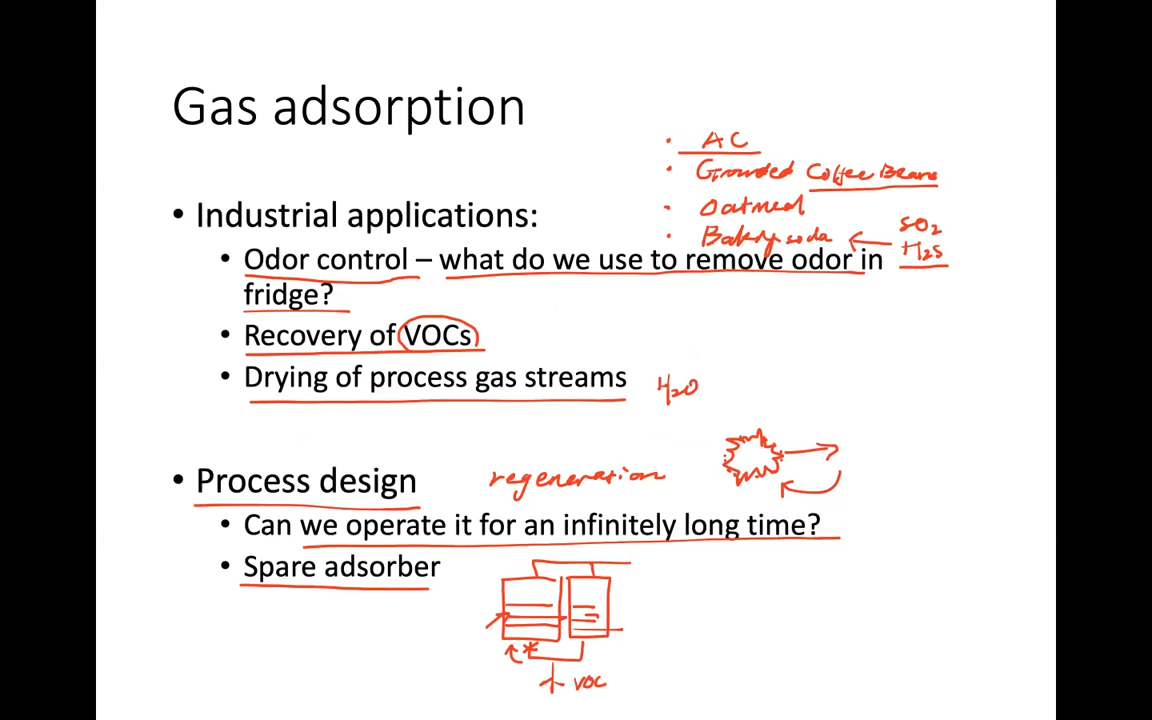 Gas adsorption
• AC
• Grounded Coffee Beans
• Industrial applications:
• Oatmeal
SO2
• Baking soda
H2S
• Odor control – what do we use to remove odor in
fridge?
• Recovery of VOCs
• Drying of process gas streams
H2O
• Process design
regeneration
• Can we operate it for an infinitely long time?
• Spare adsorber
VOC